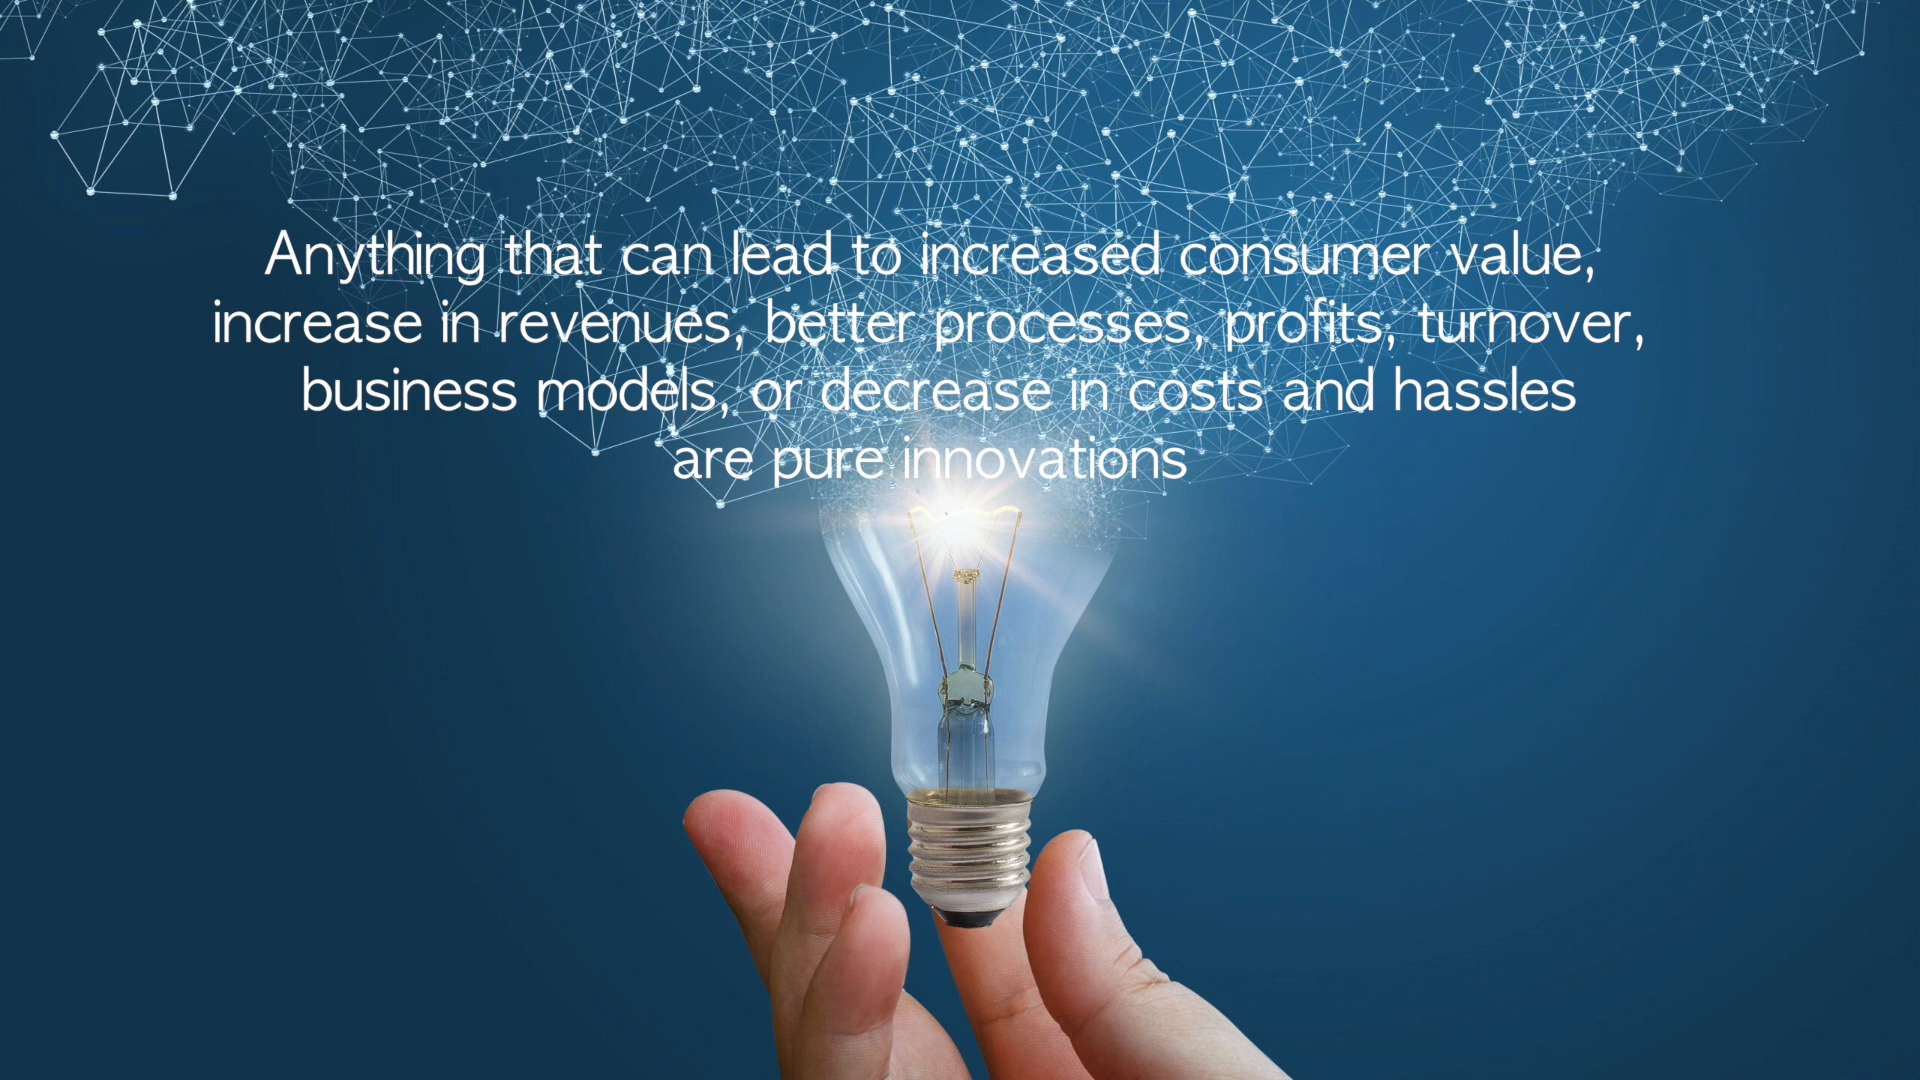 Anything that can lead to increased consumer value,
increase in revenues, better processes, profits, turnover,
business models, or decrease in costs and hassles
are pure innovations